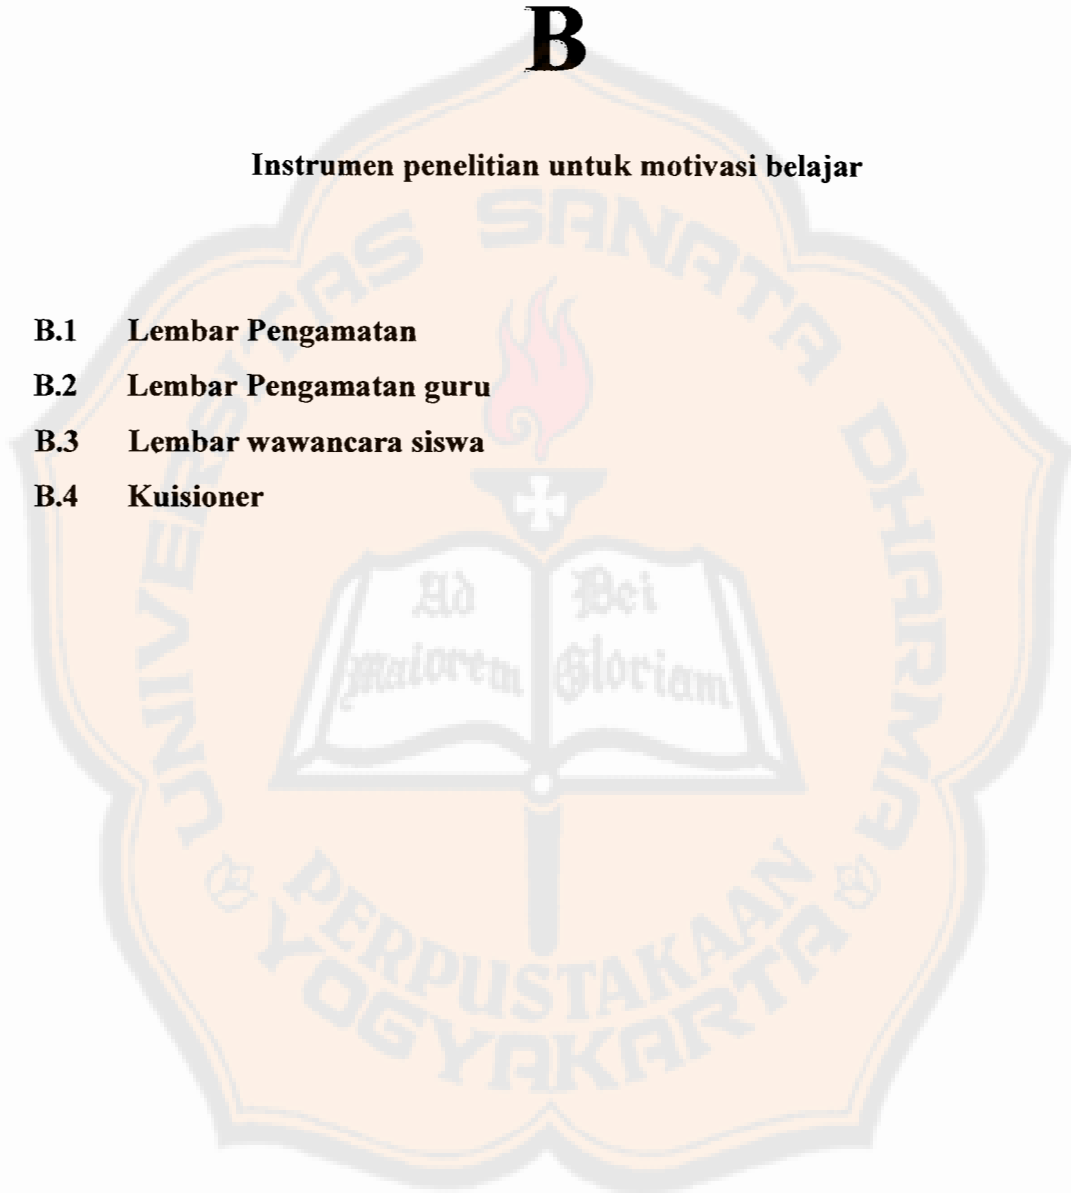 B
Instrumen penelitian untuk motivasi belajar
B.1 Lembar Pengamatan
B.2 Lembar Pengamatan guru
B.3 Lembar wawancara siswa
B.4 Kuisioner
UNIVERSITAS SANATA DHARMA
Ad Dei
Maiorem Gloriam
PERPUSTAKAAN
YOGYAKARTA